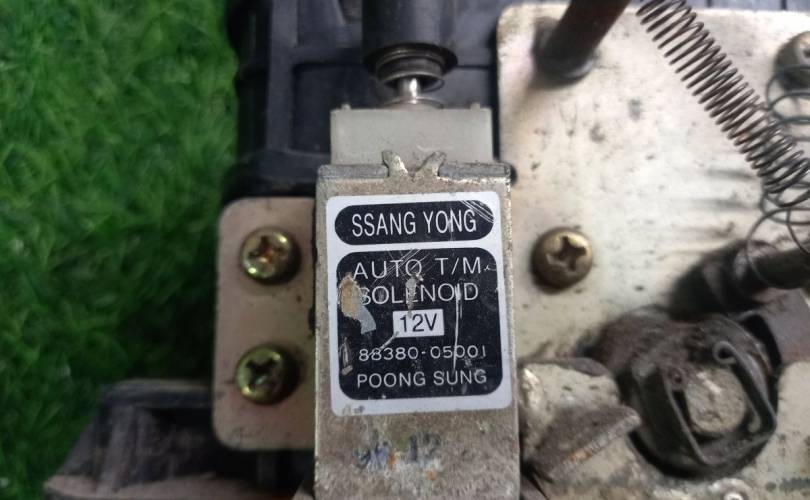 SSANG YONG
AUTO T/M
SOLENOID
12V
88380-05001
POONG SUNG